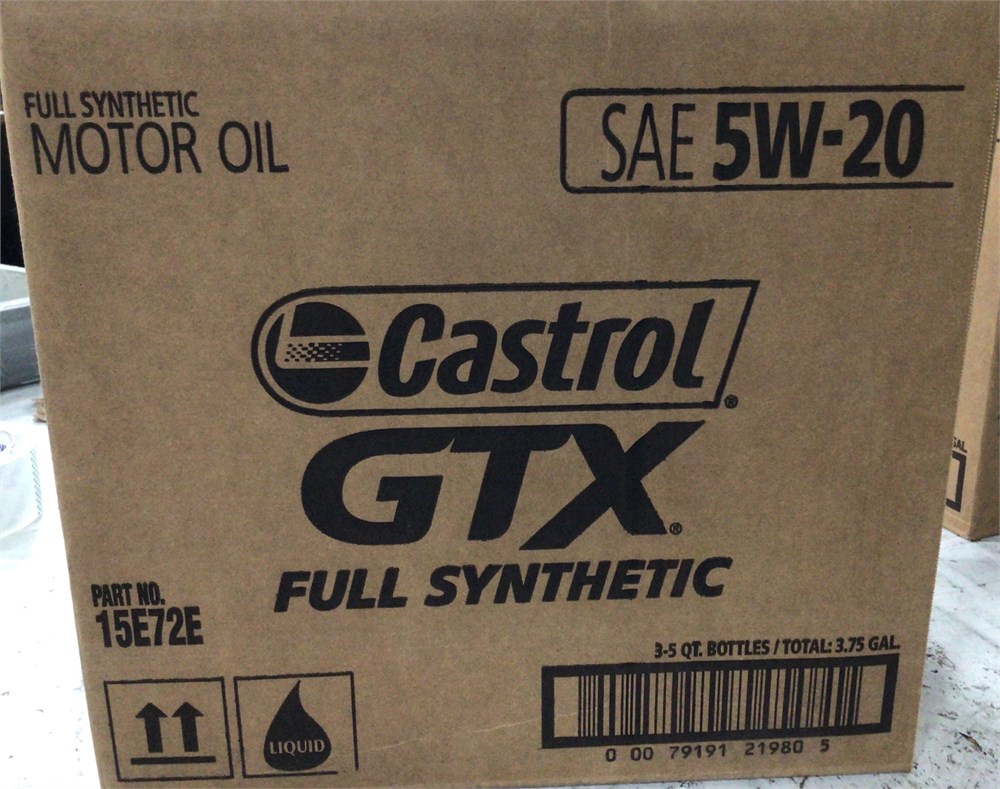 FULL SYNTHETIC
MOTOR OIL
SAE 5W-20
Castrol®
GTX®
FULL SYNTHETIC
PART NO.
15E72E
3-5 QT. BOTTLES / TOTAL: 3.75 GAL.
LIQUID
0 00 79191 21980 5
GAL.